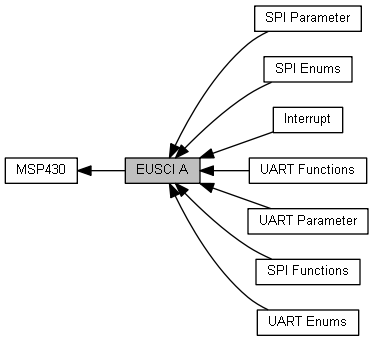 SPI Parameter
SPI Enums
Interrupt
MSP430
EUSCI A
UART Functions
UART Parameter
SPI Functions
UART Enums